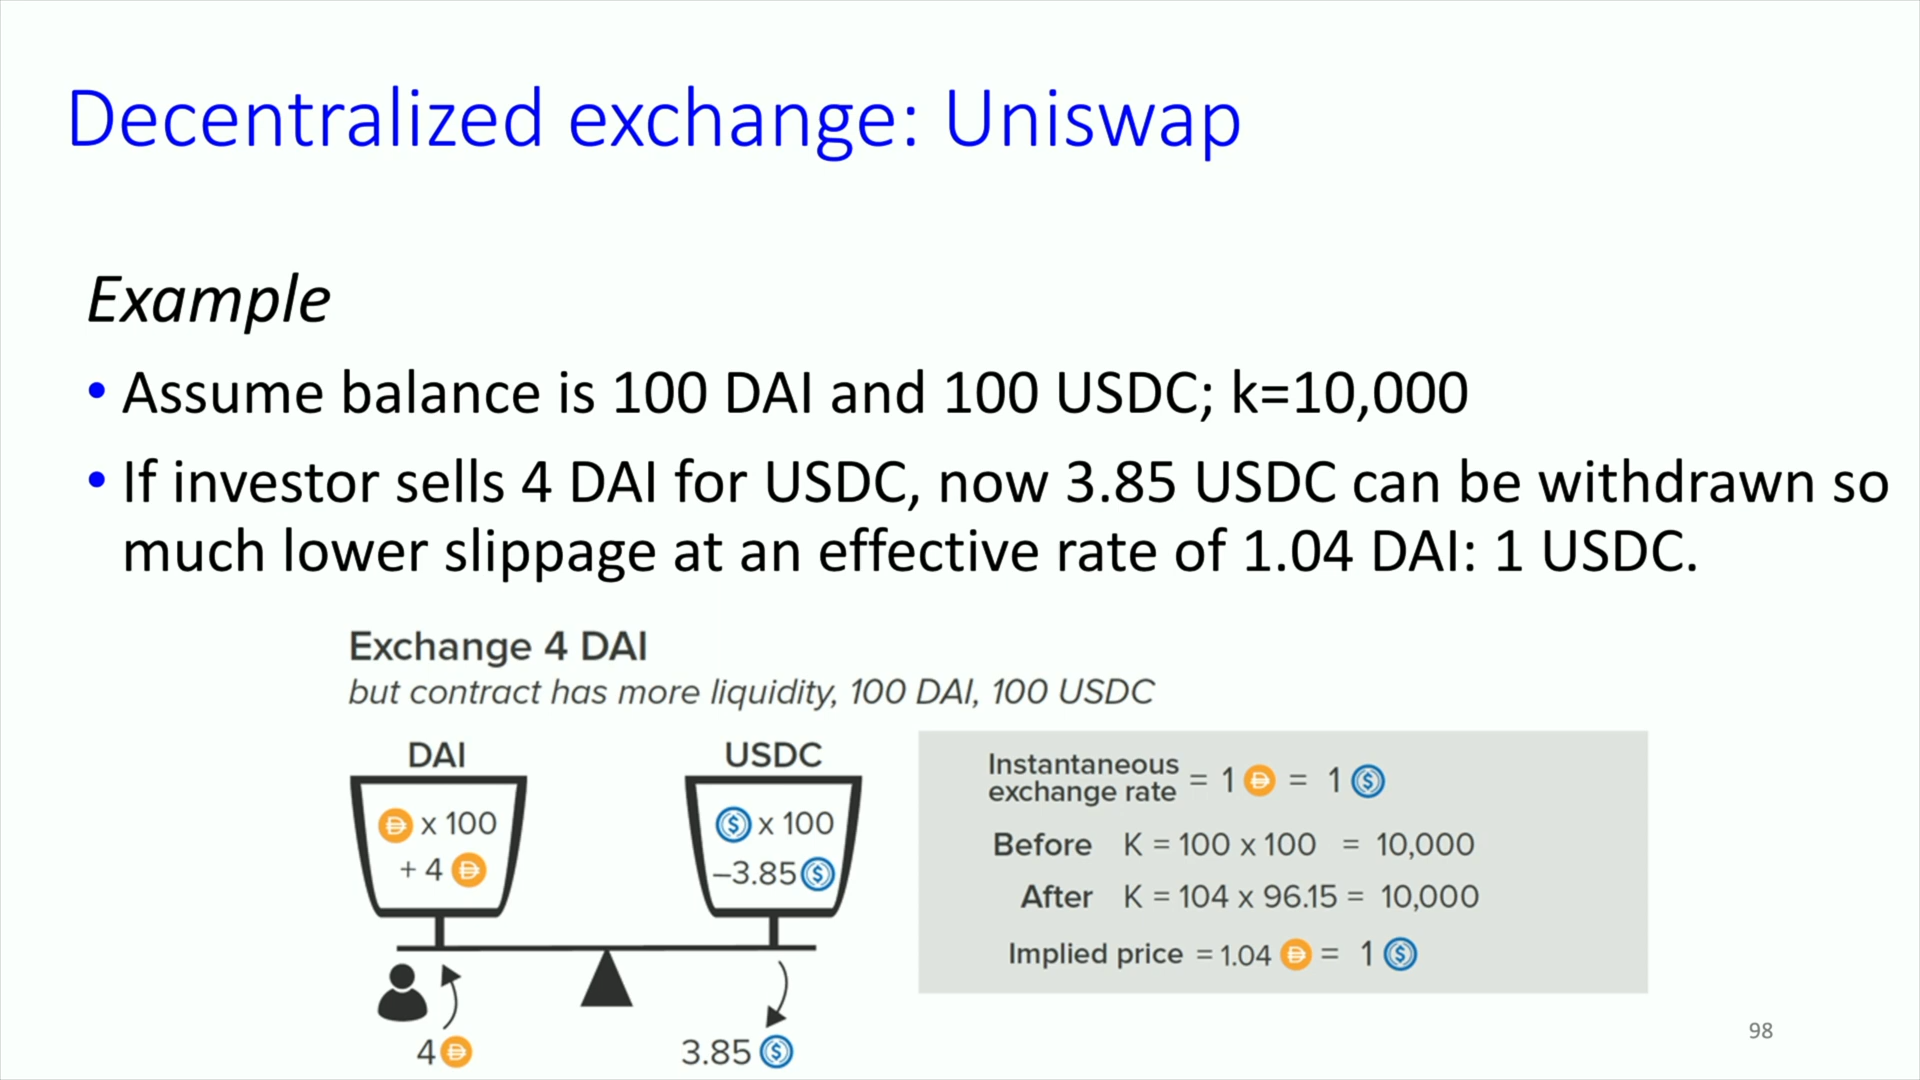 Decentralized exchange: Uniswap
Example
• Assume balance is 100 DAI and 100 USDC; k=10,000
• If investor sells 4 DAI for USDC, now 3.85 USDC can be withdrawn so
much lower slippage at an effective rate of 1.04 DAI: 1 USDC.
Exchange 4 DAI
but contract has more liquidity, 100 DAI, 100 USDC
DAI
x 100
+ 4
4
USDC
x 100
–3.85
3.85
Instantaneous
exchange rate = 1 = 1
Before K = 100 x 100 = 10,000
After K = 104 x 96.15 = 10,000
Implied price = 1.04 = 1
98